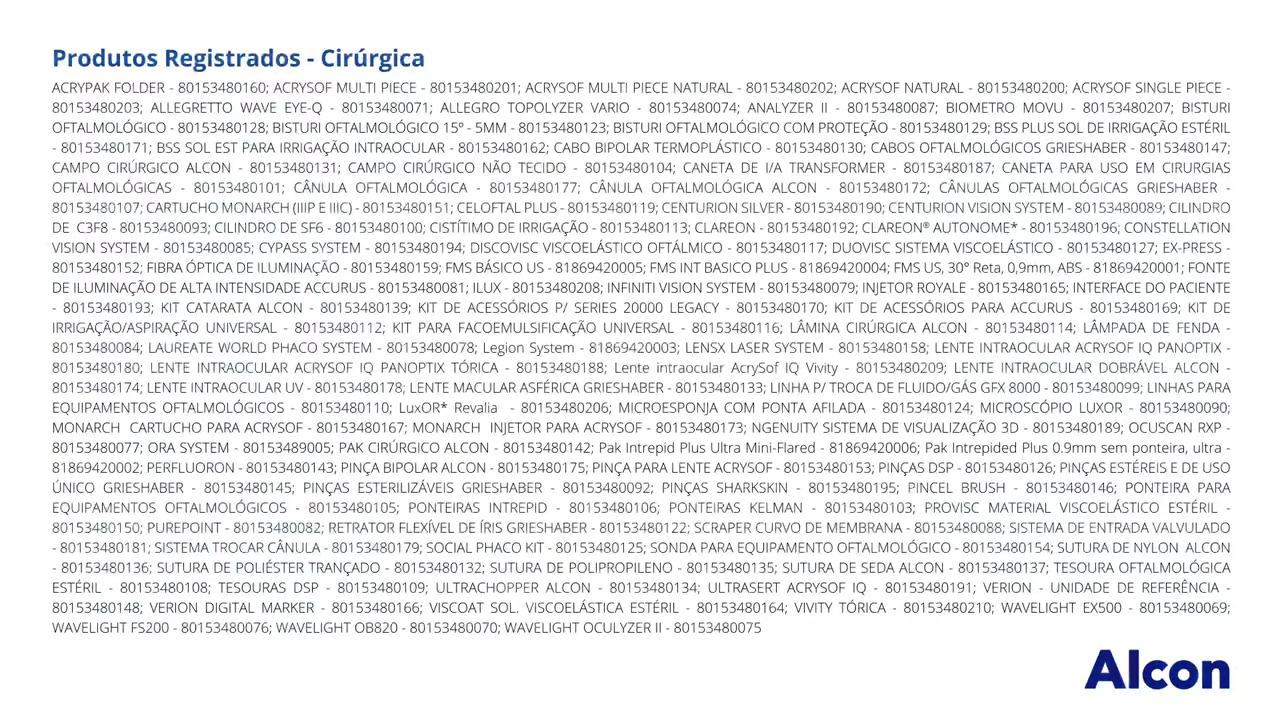 Produtos Registrados - Cirúrgica
ACRYPAK FOLDER - 80153480160; ACRYSOF MULTI PIECE - 80153480201; ACRYSOF MULTI PIECE NATURAL - 80153480202; ACRYSOF NATURAL - 80153480200; ACRYSOF SINGLE PIECE -
80153480203; ALLEGRETTO WAVE EYE-Q - 80153480071; ALLEGRO TOPOLYZER VARIO - 80153480074; ANALYZER II - 80153480087; BIOMETRO MOVU - 80153480207; BISTURI
OFTALMOLÓGICO - 80153480128; BISTURI OFTALMOLÓGICO 15º - 5MM - 80153480123; BISTURI OFTALMOLÓGICO COM PROTEÇÃO - 80153480129; BSS PLUS SOL DE IRRIGAÇÃO ESTÉRIL
- 80153480171; BSS SOL EST PARA IRRIGAÇÃO INTRAOCULAR - 80153480162; CABO BIPOLAR TERMOPLÁSTICO - 80153480130; CABOS OFTALMOLÓGICOS GRIESHABER - 80153480147;
CAMPO CIRÚRGICO ALCON - 80153480131; CAMPO CIRÚRGICO NÃO TECIDO - 80153480104; CANETA DE I/A TRANSFORMER - 80153480187; CANETA PARA USO EM CIRURGIAS
OFTALMOLÓGICAS - 80153480101; CÂNULA OFTALMOLÓGICA - 80153480177; CÂNULA OFTALMOLÓGICA ALCON - 80153480172; CÂNULAS OFTALMOLÓGICAS GRIESHABER -
80153480107; CARTUCHO MONARCH (IIIP E IIIC) - 80153480151; CELOFTAL PLUS - 80153480119; CENTURION SILVER - 80153480190; CENTURION VISION SYSTEM - 80153480089; CILINDRO
DE C3F8 - 80153480093; CILINDRO DE SF6 - 80153480100; CISTÍTIMO DE IRRIGAÇÃO - 80153480113; CLAREON - 80153480192; CLAREON® AUTONOME* - 80153480196; CONSTELLATION
VISION SYSTEM - 80153480085; CYPASS SYSTEM - 80153480194; DISCOVISC VISCOELÁSTICO OFTÁLMICO - 80153480117; DUOVISC SISTEMA VISCOELÁSTICO - 80153480127; EX-PRESS -
80153480152; FIBRA ÓPTICA DE ILUMINAÇÃO - 80153480159; FMS BÁSICO US - 81869420005; FMS INT BASICO PLUS - 81869420004; FMS US, 30° Reta, 0,9mm, ABS - 81869420001; FONTE
DE ILUMINAÇÃO DE ALTA INTENSIDADE ACCURUS - 80153480081; ILUX - 80153480208; INFINITI VISION SYSTEM - 80153480079; INJETOR ROYALE - 80153480165; INTERFACE DO PACIENTE
- 80153480193; KIT CATARATA ALCON - 80153480139; KIT DE ACESSÓRIOS P/ SERIES 20000 LEGACY - 80153480170; KIT DE ACESSÓRIOS PARA ACCURUS - 80153480169; KIT DE
IRRIGAÇÃO/ASPIRAÇÃO UNIVERSAL - 80153480112; KIT PARA FACOEMULSIFICAÇÃO UNIVERSAL - 80153480116; LÂMINA CIRÚRGICA ALCON - 80153480114; LÂMPADA DE FENDA -
80153480084; LAUREATE WORLD PHACO SYSTEM - 80153480078; Legion System - 81869420003; LENSX LASER SYSTEM - 80153480158; LENTE INTRAOCULAR ACRYSOF IQ PANOPTIX -
80153480180; LENTE INTRAOCULAR ACRYSOF IQ PANOPTIX TÓRICA - 80153480188; Lente intraocular AcrySof IQ Vivity - 80153480209; LENTE INTRAOCULAR DOBRÁVEL ALCON -
80153480174; LENTE INTRAOCULAR UV - 80153480178; LENTE MACULAR ASFÉRICA GRIESHABER - 80153480133; LINHA P/ TROCA DE FLUIDO/GÁS GFX 8000 - 80153480099; LINHAS PARA
EQUIPAMENTOS OFTALMOLÓGICOS - 80153480110; LuxOR* Revalia - 80153480206; MICROESPONJA COM PONTA AFILADA - 80153480124; MICROSCÓPIO LUXOR - 80153480090;
MONARCH CARTUCHO PARA ACRYSOF - 80153480167; MONARCH INJETOR PARA ACRYSOF - 80153480173; NGENUITY SISTEMA DE VISUALIZAÇÃO 3D - 80153480189; OCUSCAN RXP -
80153480077; ORA SYSTEM - 80153489005; PAK CIRÚRGICO ALCON - 80153480142; Pak Intrepid Plus Ultra Mini-Flared - 81869420006; Pak Intrepided Plus 0.9mm sem ponteira, ultra -
81869420002; PERFLUORON - 80153480143; PINÇA BIPOLAR ALCON - 80153480175; PINÇA PARA LENTE ACRYSOF - 80153480153; PINÇAS DSP - 80153480126; PINÇAS ESTÉREIS E DE USO
ÚNICO GRIESHABER - 80153480145; PINÇAS ESTERILIZÁVEIS GRIESHABER - 80153480092; PINÇAS SHARKSKIN - 80153480195; PINCEL BRUSH - 80153480146; PONTEIRA PARA
EQUIPAMENTOS OFTALMOLÓGICOS - 80153480105; PONTEIRAS INTREPID - 80153480106; PONTEIRAS KELMAN - 80153480103; PROVISC MATERIAL VISCOELÁSTICO ESTÉRIL -
80153480150; PUREPOINT - 80153480082; RETRATOR FLEXÍVEL DE ÍRIS GRIESHABER - 80153480122; SCRAPER CURVO DE MEMBRANA - 80153480088; SISTEMA DE ENTRADA VALVULADO
- 80153480181; SISTEMA TROCAR CÂNULA - 80153480179; SOCIAL PHACO KIT - 80153480125; SONDA PARA EQUIPAMENTO OFTALMOLÓGICO - 80153480154; SUTURA DE NYLON ALCON
- 80153480136; SUTURA DE POLIÉSTER TRANÇADO - 80153480132; SUTURA DE POLIPROPILENO - 80153480135; SUTURA DE SEDA ALCON - 80153480137; TESOURA OFTALMOLÓGICA
ESTÉRIL - 80153480108; TESOURAS DSP - 80153480109; ULTRACHOPPER ALCON - 80153480134; ULTRASERT ACRYSOF IQ - 80153480191; VERION - UNIDADE DE REFERÊNCIA -
80153480148; VERION DIGITAL MARKER - 80153480166; VISCOAT SOL. VISCOELÁSTICA ESTÉRIL - 80153480164; VIVITY TÓRICA - 80153480210; WAVELIGHT EX500 - 80153480069;
WAVELIGHT FS200 - 80153480076; WAVELIGHT OB820 - 80153480070; WAVELIGHT OCULYZER II - 80153480075
Alcon